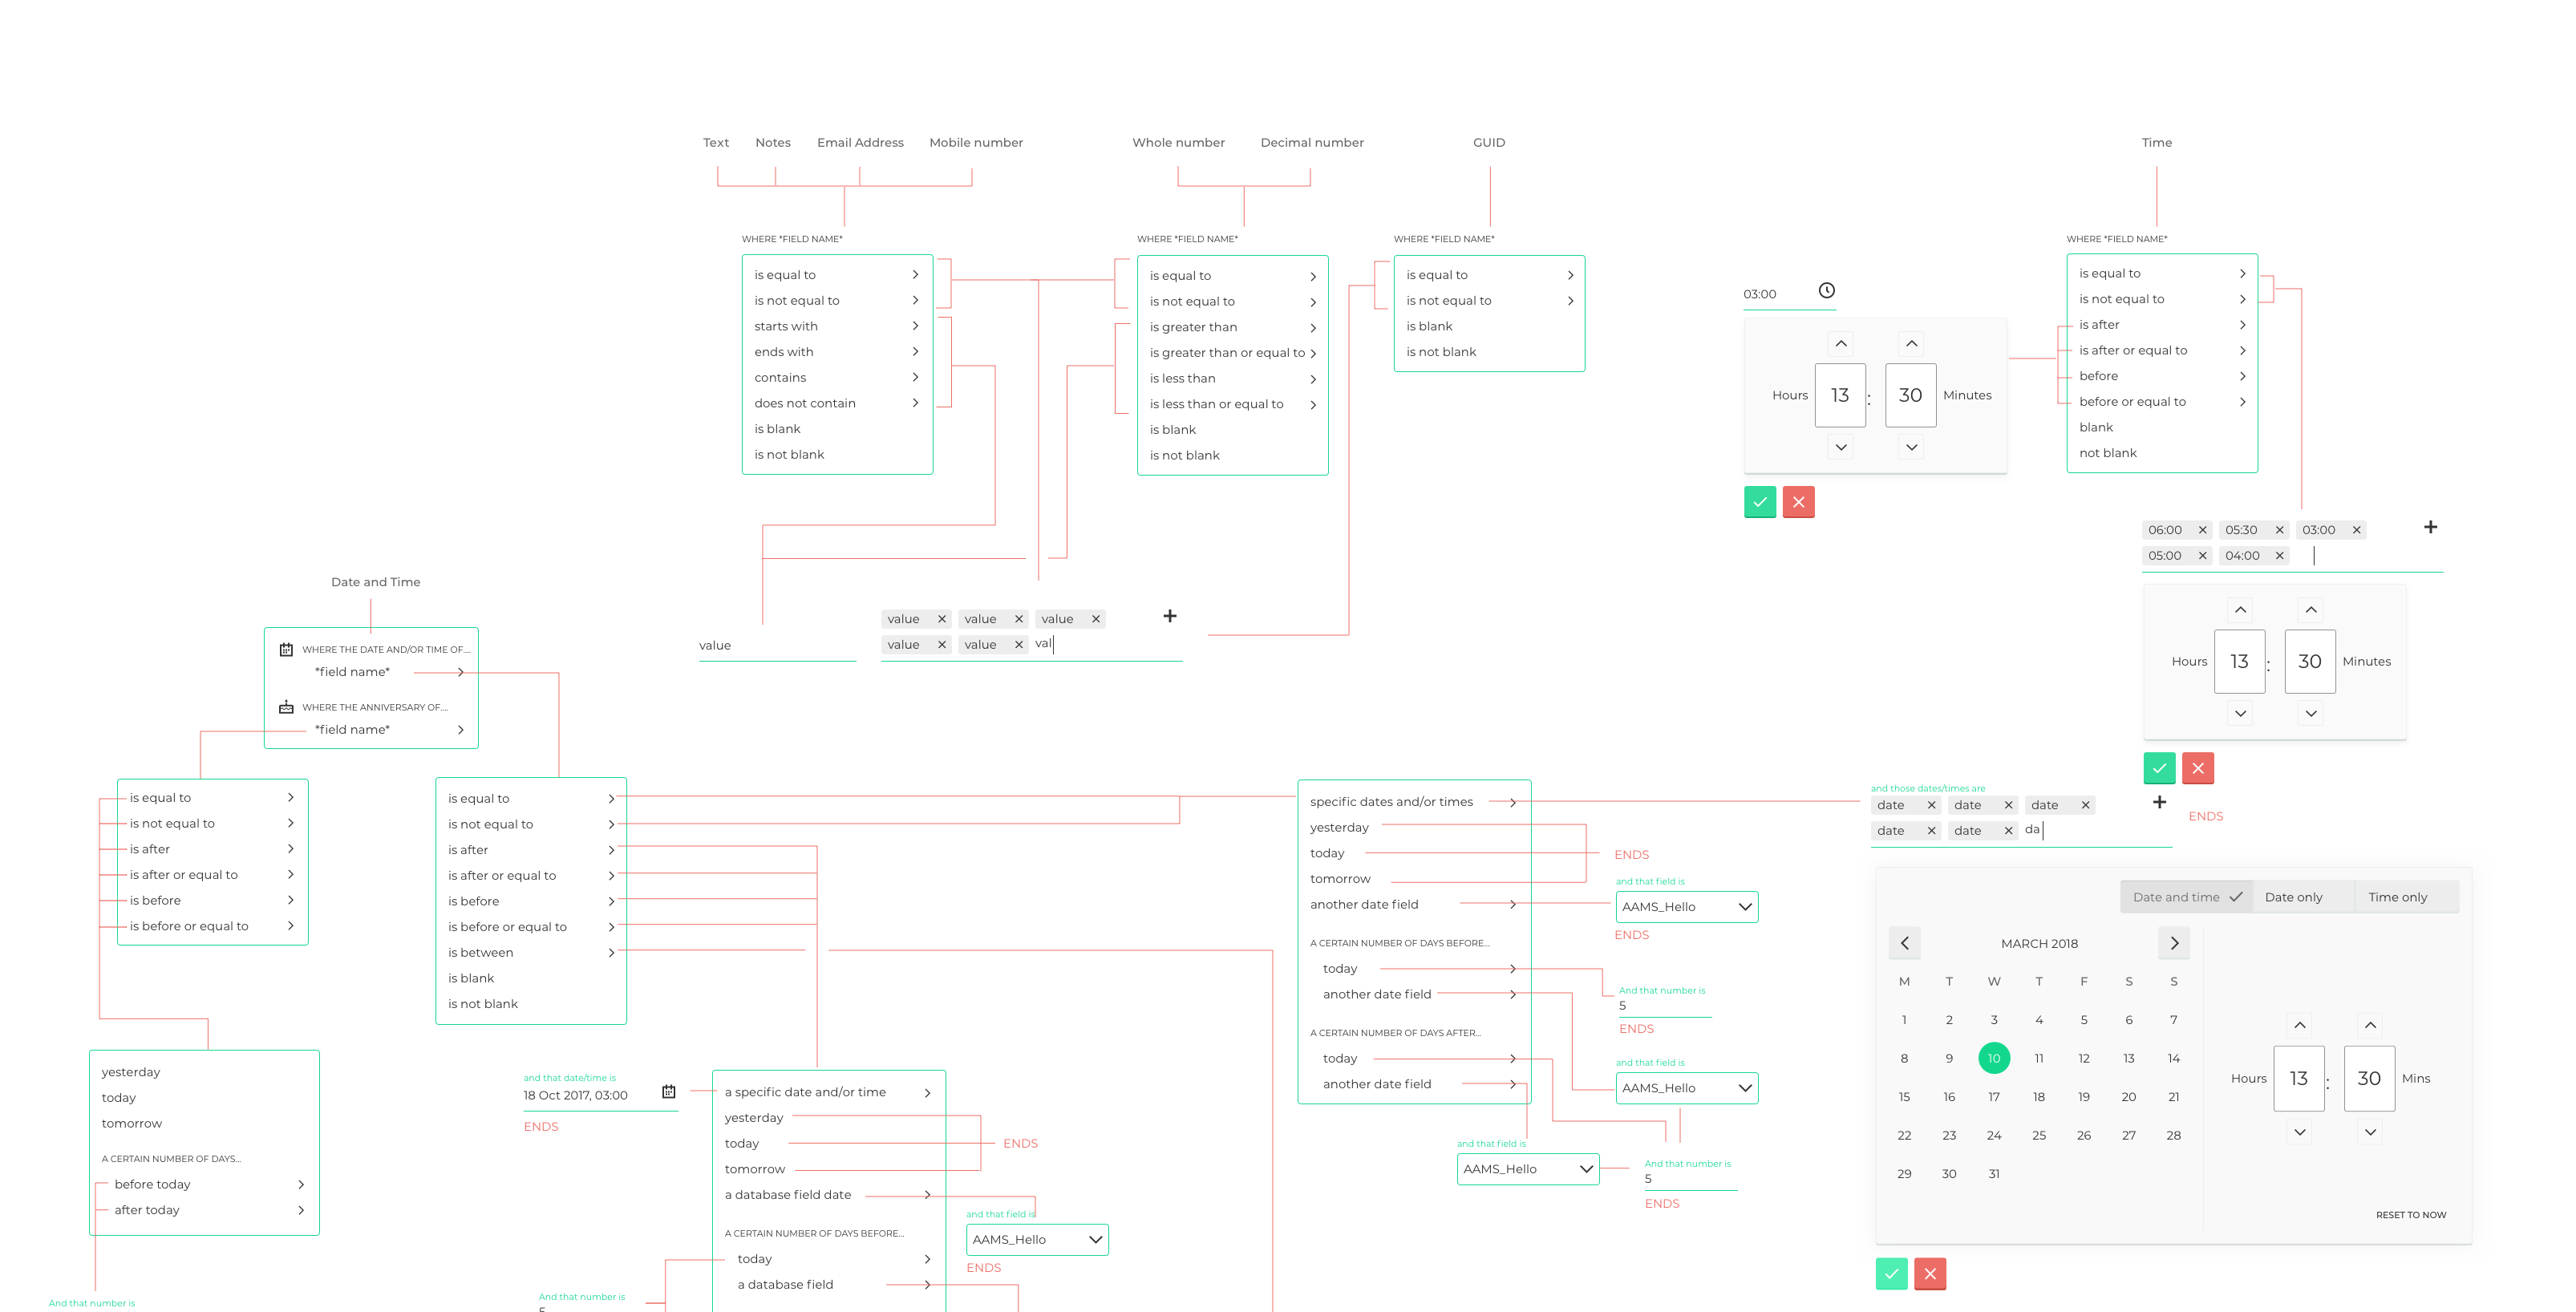 Text Notes Email Address Mobile number
Whole number Decimal number
GUID
Time
WHERE *FIELD NAME*
is equal to
is not equal to
starts with
ends with
contains
does not contain
is blank
is not blank
WHERE *FIELD NAME*
is equal to
is not equal to
is greater than
is greater than or equal to
is less than
is less than or equal to
is blank
is not blank
WHERE *FIELD NAME*
is equal to
is not equal to
is blank
is not blank
03:00
Hours 13 : 30 Minutes
WHERE *FIELD NAME*
is equal to
is not equal to
is after
is after or equal to
before
before or equal to
blank
not blank
06:00 05:30 03:00
05:00 04:00
Hours 13 : 30 Minutes
value
value value value
value value val
Date and Time
WHERE THE DATE AND/OR TIME OF....
*field name*
WHERE THE ANNIVERSARY OF....
*field name*
is equal to
is not equal to
is after
is after or equal to
is before
is before or equal to
yesterday
today
tomorrow
A CERTAIN NUMBER OF DAYS...
before today
after today
And that number is
is equal to
is not equal to
is after
is after or equal to
is before
is before or equal to
is between
is blank
is not blank
and that date/time is
18 Oct 2017, 03:00
ENDS
a specific date and/or time
yesterday
today
tomorrow
a database field date
A CERTAIN NUMBER OF DAYS BEFORE...
today
a database field
ENDS
and that field is
AAMS_Hello
ENDS
And that number is
specific dates and/or times
yesterday
today
tomorrow
another date field
A CERTAIN NUMBER OF DAYS BEFORE...
today
another date field
A CERTAIN NUMBER OF DAYS AFTER...
today
another date field
ENDS
and that field is
AAMS_Hello
ENDS
And that number is
5
ENDS
and that field is
AAMS_Hello
and that field is
AAMS_Hello
And that number is
5
ENDS
and those dates/times are
date date date
date date da
ENDS
Date and time Date only Time only
MARCH 2018
M T W T F S S
1 2 3 4 5 6 7
8 9 10 11 12 13 14
15 16 17 18 19 20 21
22 23 24 25 26 27 28
29 30 31
Hours 13 : 30 Mins
RESET TO NOW